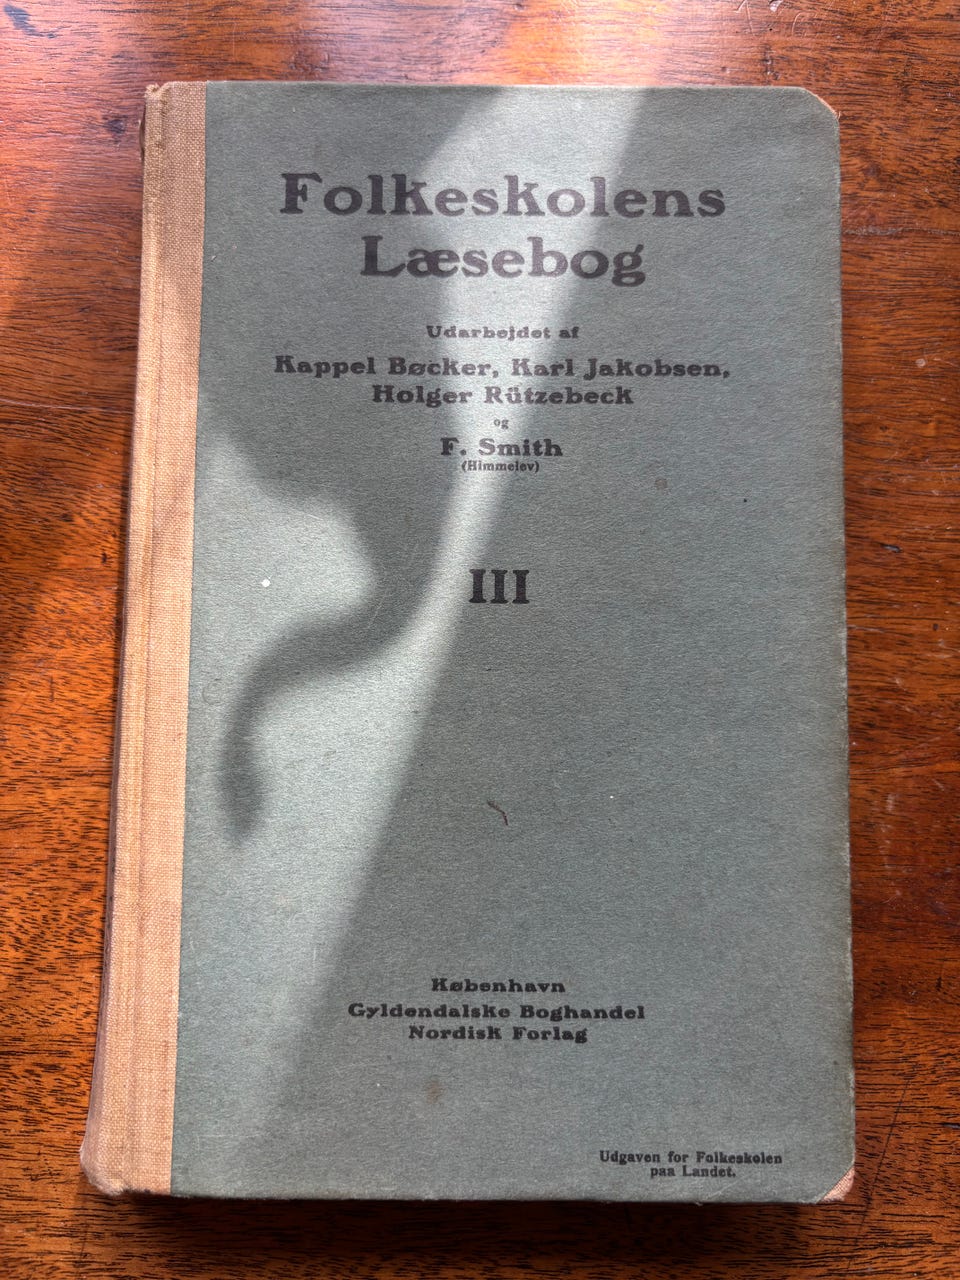 Folkeskolens
Læsebog
Udarbejdet af
Kappel Bøcker, Karl Jakobsen,
Holger Rützebeck
og
F. Smith
(Himmelev)
III
København
Gyldendalske Boghandel
Nordisk Forlag
Udgaven for Folkeskolen
paa Landet.